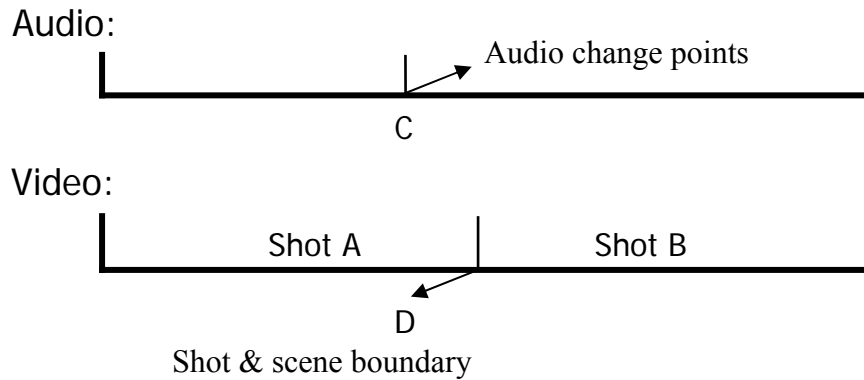 Audio:
Audio change points
C
Video:
Shot A Shot B
D
Shot & scene boundary